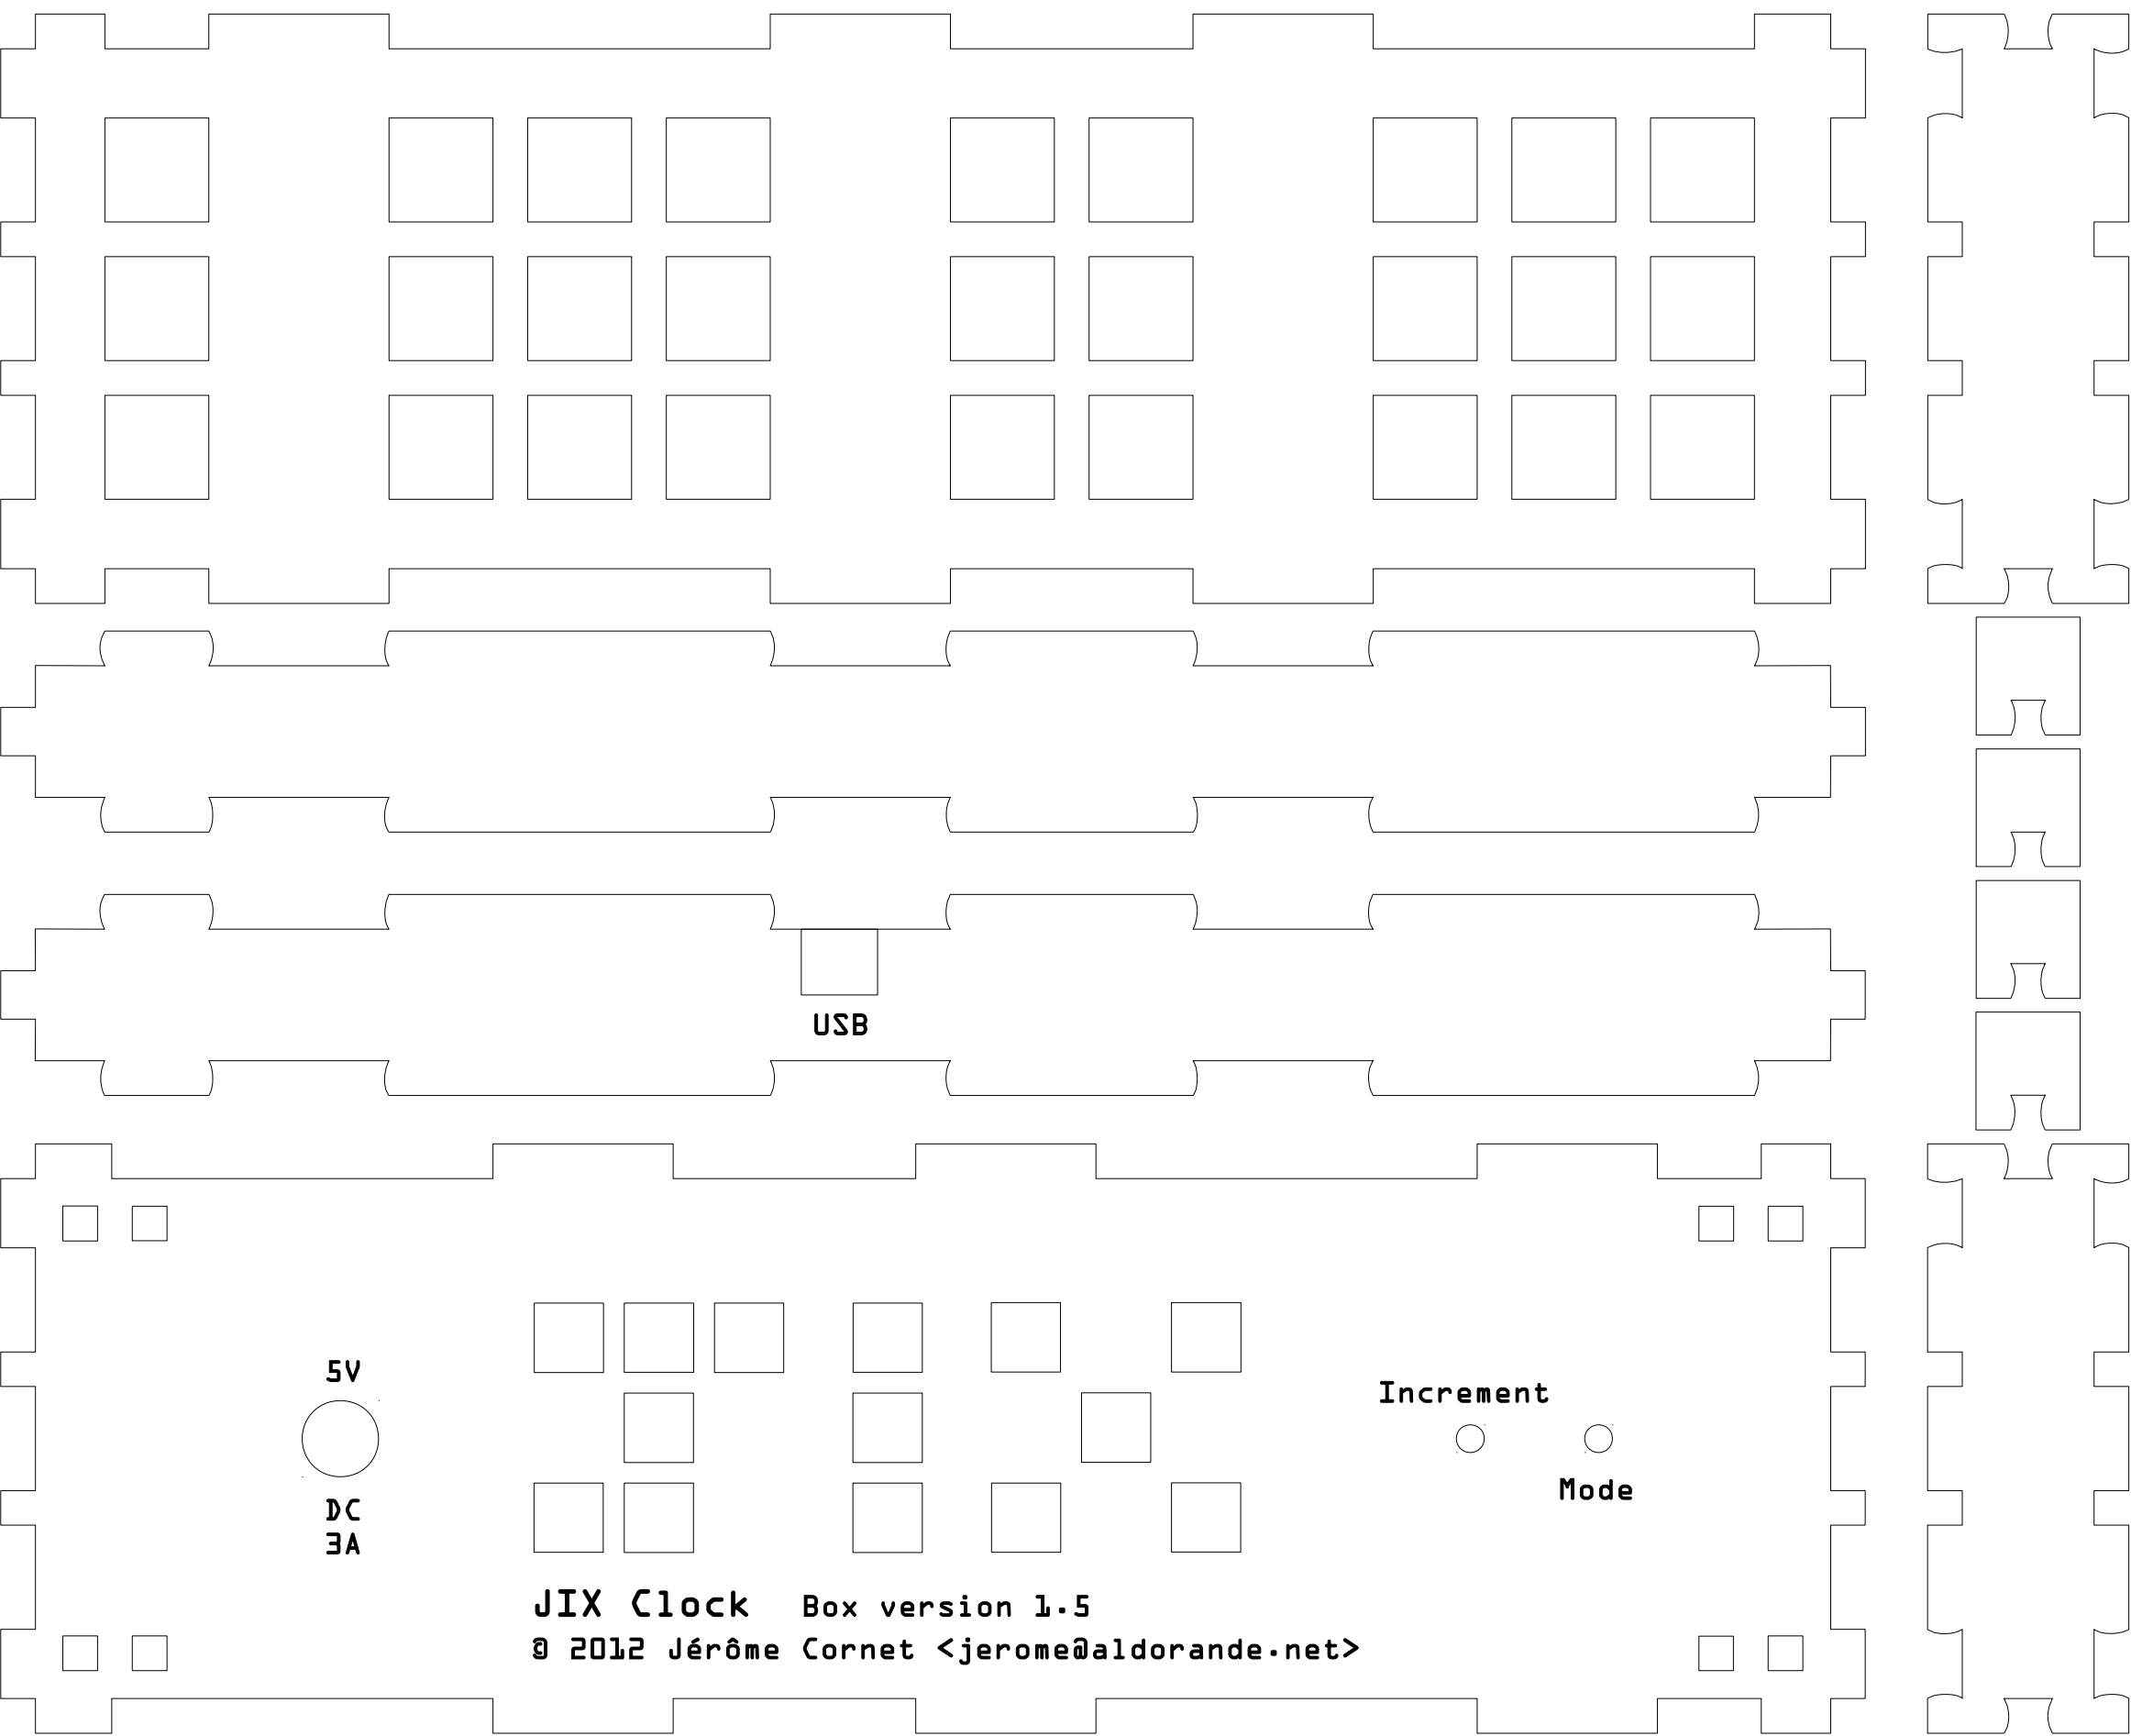 USB
5V
Increment
Mode
DC
3A
JIX Clock Box version 1.5
© 2012 Jérôme Cornet <jerome@aldorande.net>